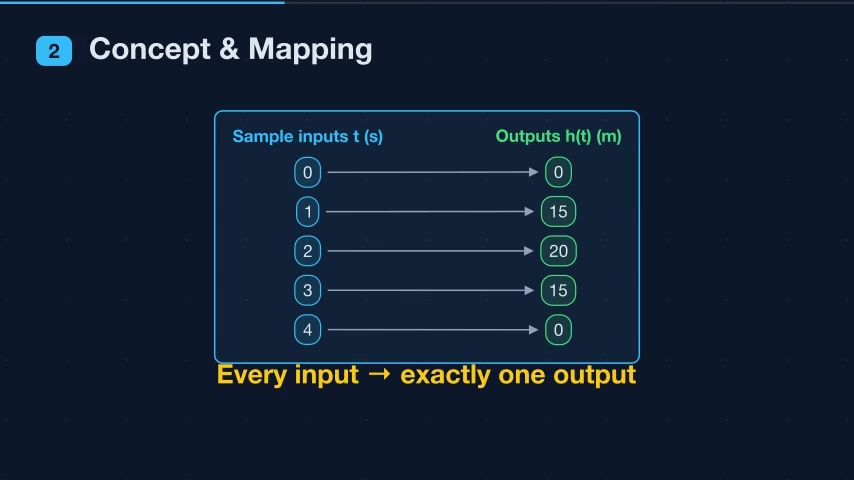 2 Concept & Mapping
Sample inputs t (s) Outputs h(t) (m)
0 0
1 15
2 20
3 15
4 0
Every input → exactly one output